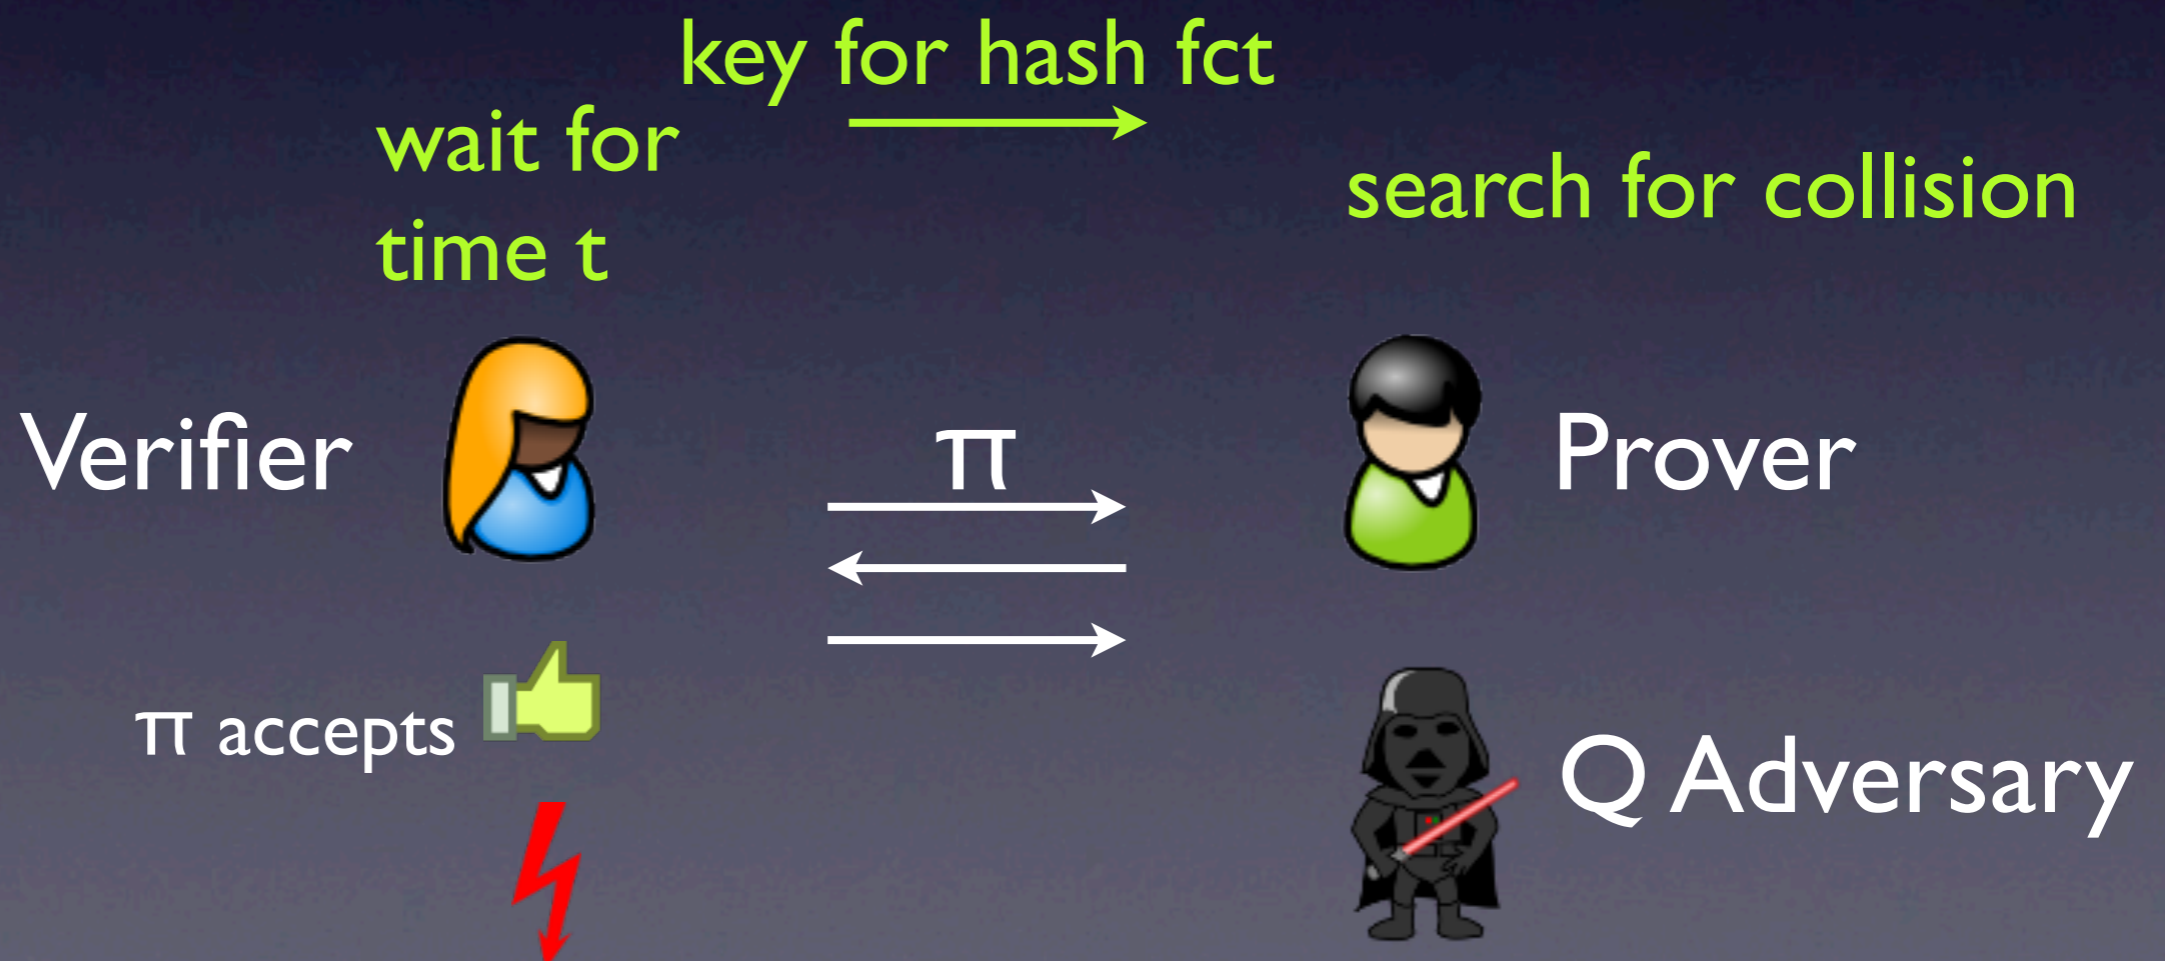 key for hash fct
wait for
time t
search for collision
Verifier
π
Prover
π accepts
Q Adversary